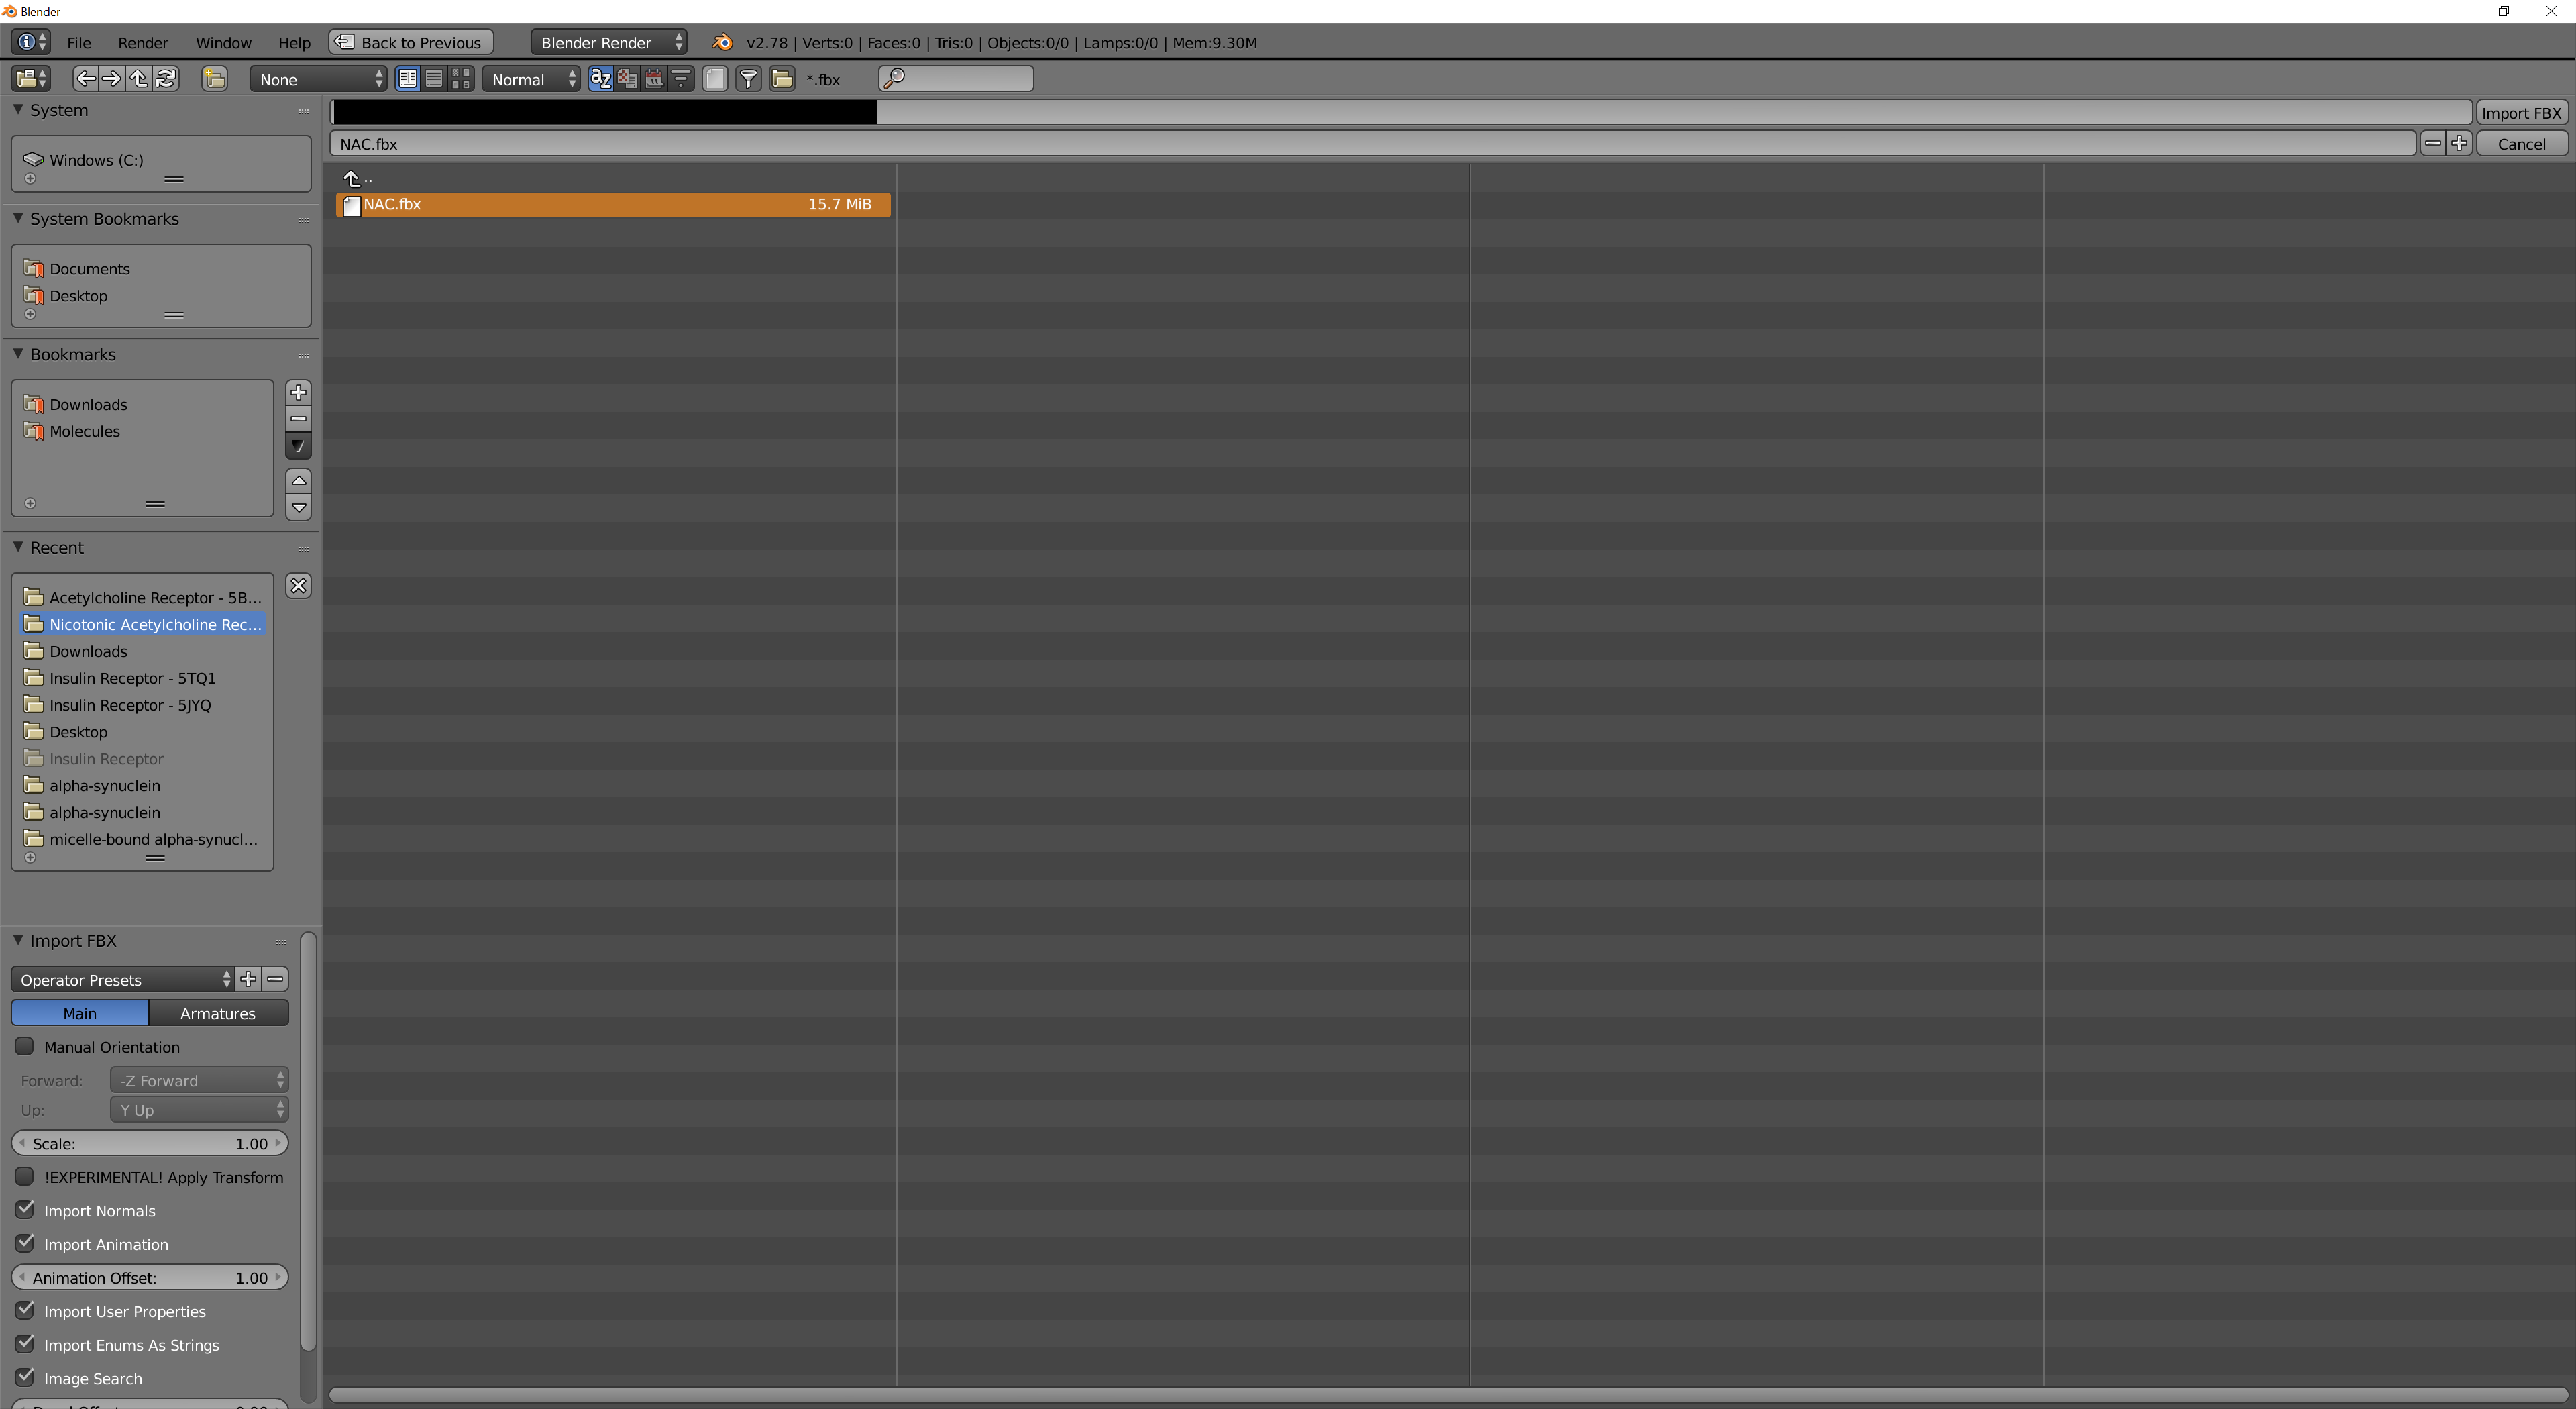 Blender
File Render Window Help Back to Previous Blender Render v2.78 | Verts:0 | Faces:0 | Tris:0 | Objects:0/0 | Lamps:0/0 | Mem:9.30M
None Normal *.fbx
System
Windows (C:)
System Bookmarks
Documents
Desktop
Bookmarks
Downloads
Molecules
Recent
Acetylcholine Receptor - 5B...
Nicotonic Acetylcholine Rec...
Downloads
Insulin Receptor - 5TQ1
Insulin Receptor - 5JYQ
Desktop
Insulin Receptor
alpha-synuclein
alpha-synuclein
micelle-bound alpha-synucl...
Import FBX
Operator Presets
Main Armatures
Manual Orientation
Forward: -Z Forward
Up: Y Up
Scale: 1.00
!EXPERIMENTAL! Apply Transform
Import Normals
Import Animation
Animation Offset: 1.00
Import User Properties
Import Enums As Strings
Image Search
Import FBX
NAC.fbx Cancel
..
NAC.fbx 15.7 MiB